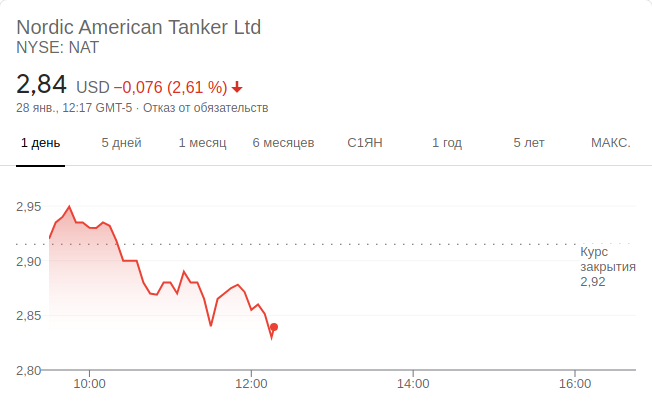 Nordic American Tanker Ltd
NYSE: NAT
2,84 USD −0,076 (2,61 %)
28 янв., 12:17 GMT-5 · Отказ от обязательств
1 день 5 дней 1 месяц 6 месяцев С1ЯН 1 год 5 лет МАКС.
2,95
2,90
2,85
2,80
Курс
закрытия
2,92
10:00 12:00 14:00 16:00